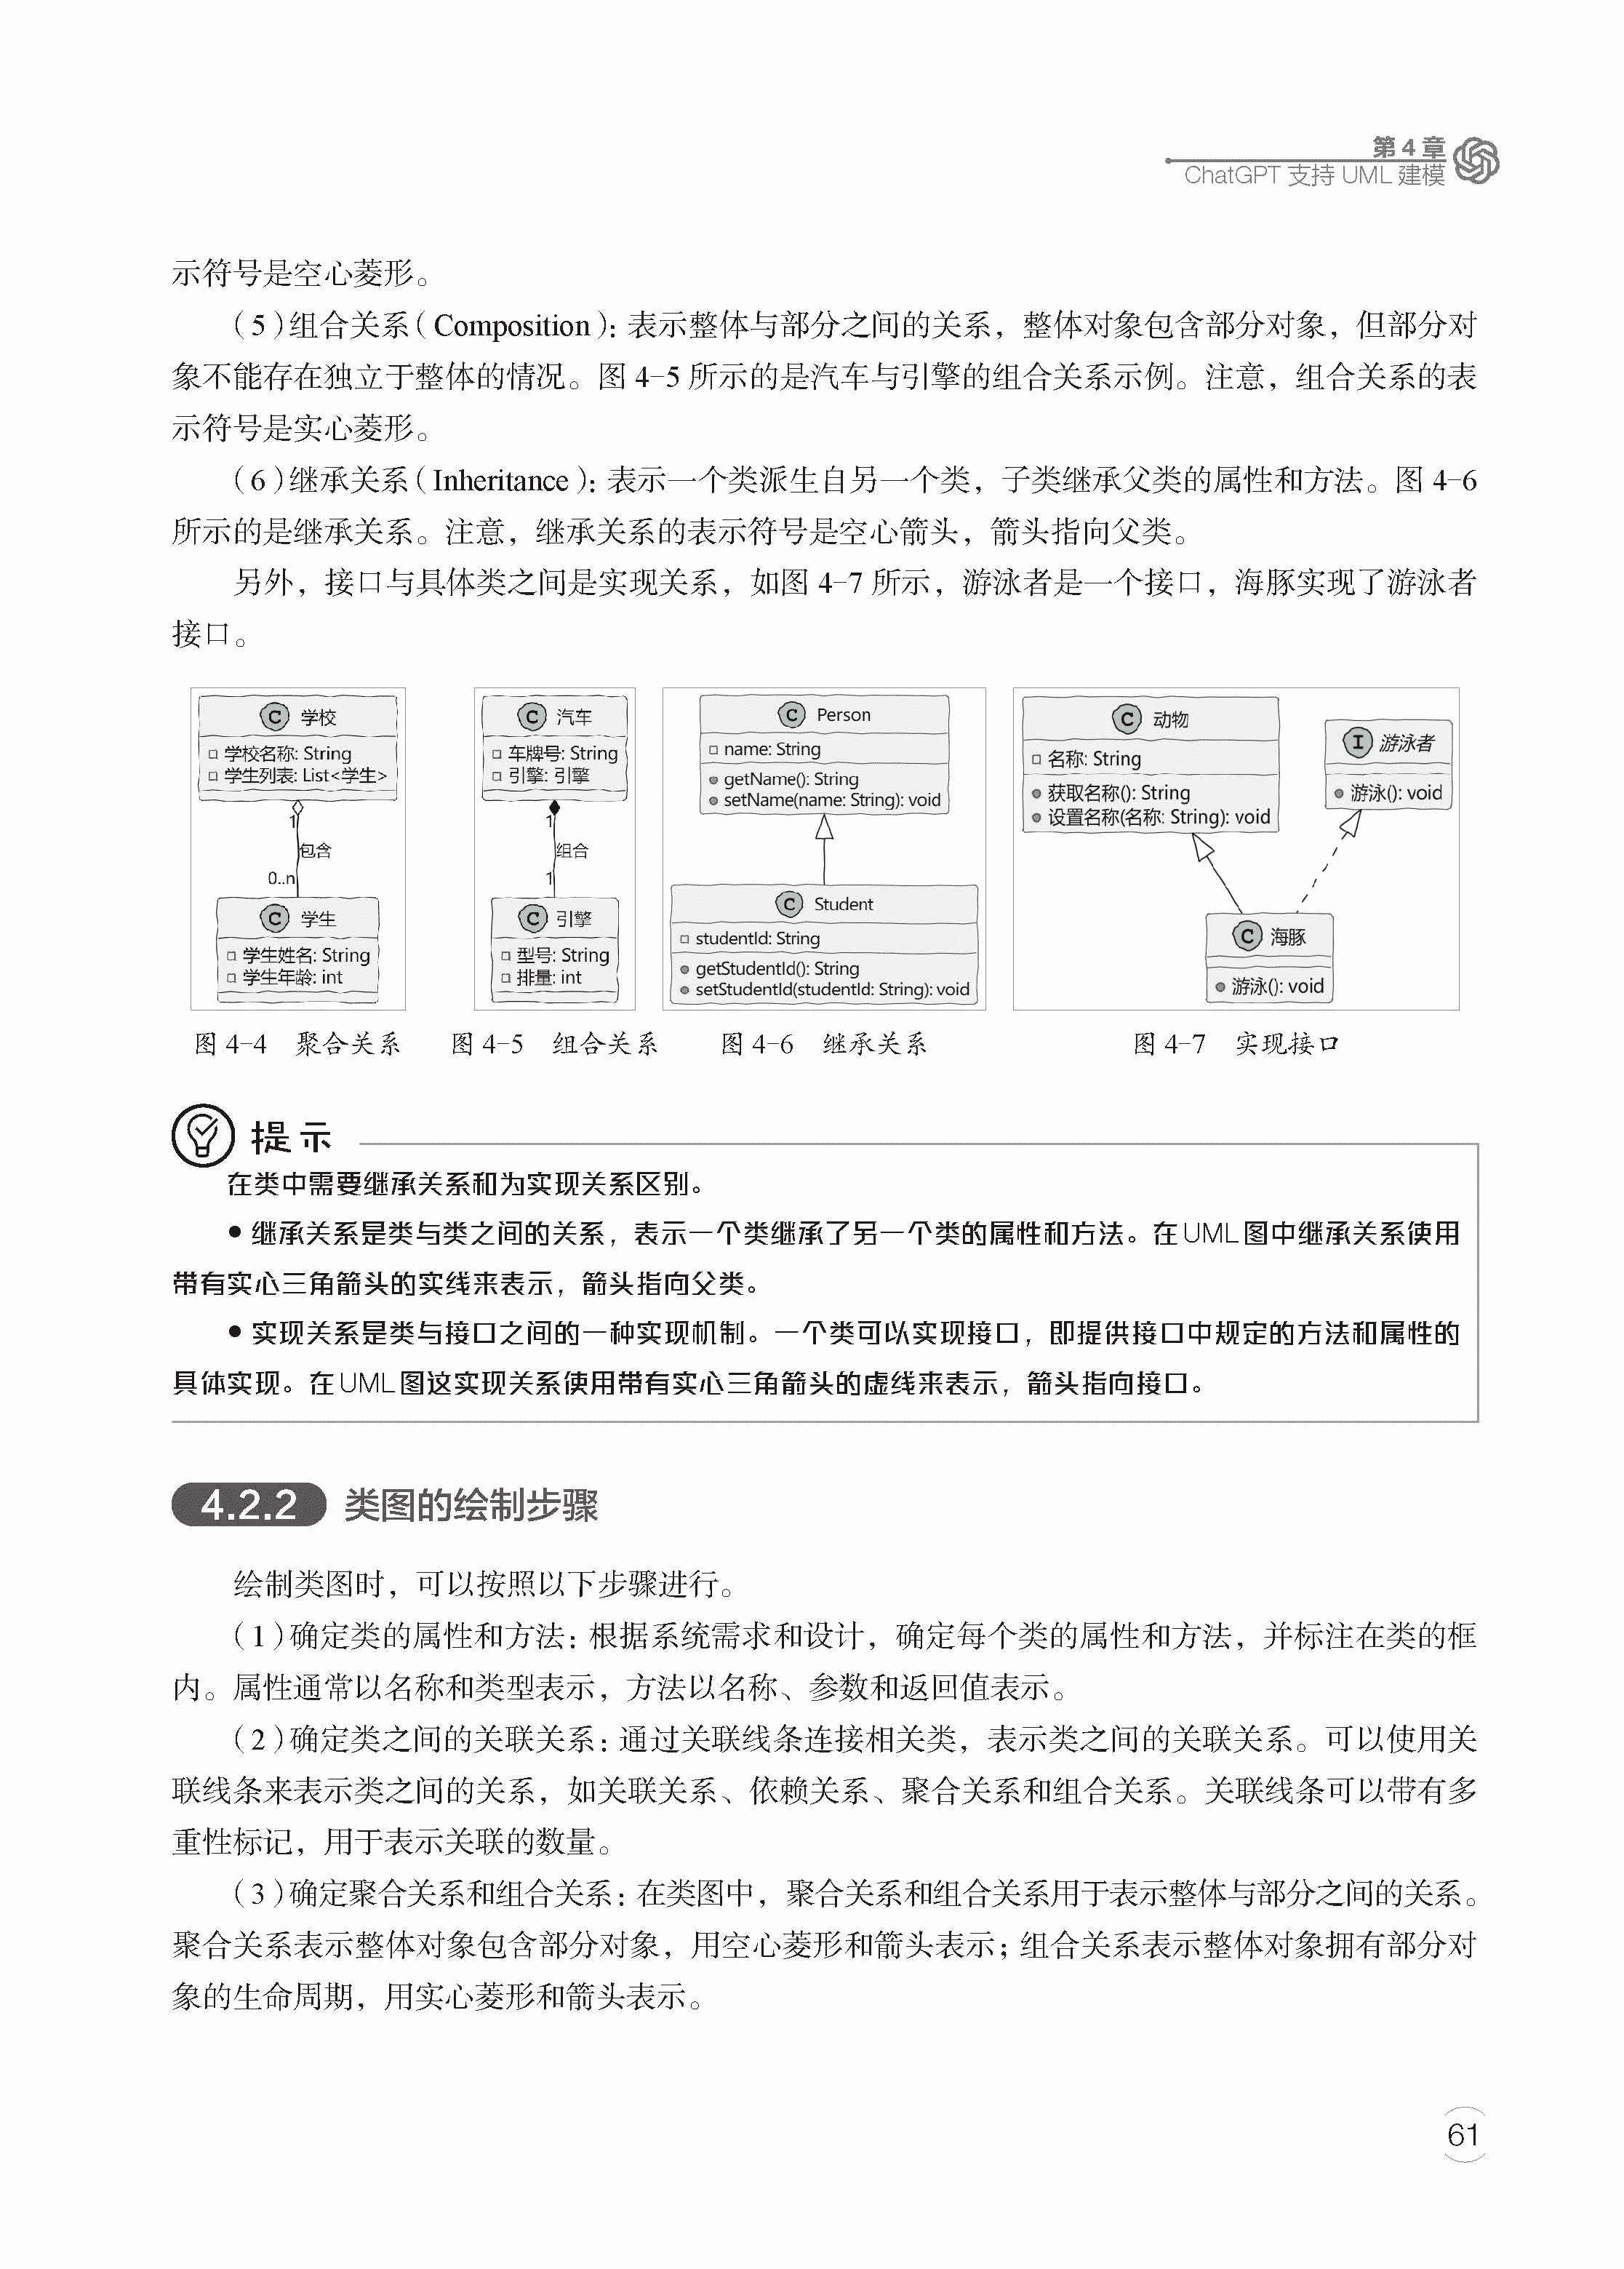 第4章
ChatGPT 支持 UML 建模
示符号是空心菱形。
（5）组合关系（Composition）：表示整体与部分之间的关系，整体对象包含部分对象，但部分对
象不能存在独立于整体的情况。图 4-5 所示的是汽车与引擎的组合关系示例。注意，组合关系的表
示符号是实心菱形。
（6）继承关系（Inheritance）：表示一个类派生自另一个类，子类继承父类的属性和方法。图 4-6
所示的是继承关系。注意，继承关系的表示符号是空心箭头，箭头指向父类。
另外，接口与具体类之间是实现关系，如图 4-7 所示，游泳者是一个接口，海豚实现了游泳者
接口。
C 学校
学校名称: String
学生列表: List<学生>
1
包含
0..n
C 学生
学生姓名: String
学生年龄: int
C 汽车
车牌号: String
引擎: 引擎
1
组合
1
C 引擎
型号: String
排量: int
C Person
name: String
getName(): String
setName(name: String): void
C Student
studentId: String
getStudentId(): String
setStudentId(studentId: String): void
C 动物
名称: String
获取名称(): String
设置名称(名称: String): void
I 游泳者
游泳(): void
C 海豚
游泳(): void
图 4-4 聚合关系
图 4-5 组合关系
图 4-6 继承关系
图 4-7 实现接口
提示
在类中需要继承关系和为实现关系区别。
● 继承关系是类与类之间的关系，表示一个类继承了另一个类的属性和方法。在UML图中继承关系使用
带有实心三角箭头的实线来表示，箭头指向父类。
● 实现关系是类与接口之间的一种实现机制。一个类可以实现接口，即提供接口中规定的方法和属性的
具体实现。在UML图这实现关系使用带有实心三角箭头的虚线来表示，箭头指向接口。
4.2.2 类图的绘制步骤
绘制类图时，可以按照以下步骤进行。
（1）确定类的属性和方法：根据系统需求和设计，确定每个类的属性和方法，并标注在类的框
内。属性通常以名称和类型表示，方法以名称、参数和返回值表示。
（2）确定类之间的关联关系：通过关联线条连接相关类，表示类之间的关联关系。可以使用关
联线条来表示类之间的关系，如关联关系、依赖关系、聚合关系和组合关系。关联线条可以带有多
重性标记，用于表示关联的数量。
（3）确定聚合关系和组合关系：在类图中，聚合关系和组合关系用于表示整体与部分之间的关系。
聚合关系表示整体对象包含部分对象，用空心菱形和箭头表示；组合关系表示整体对象拥有部分对
象的生命周期，用实心菱形和箭头表示。
61